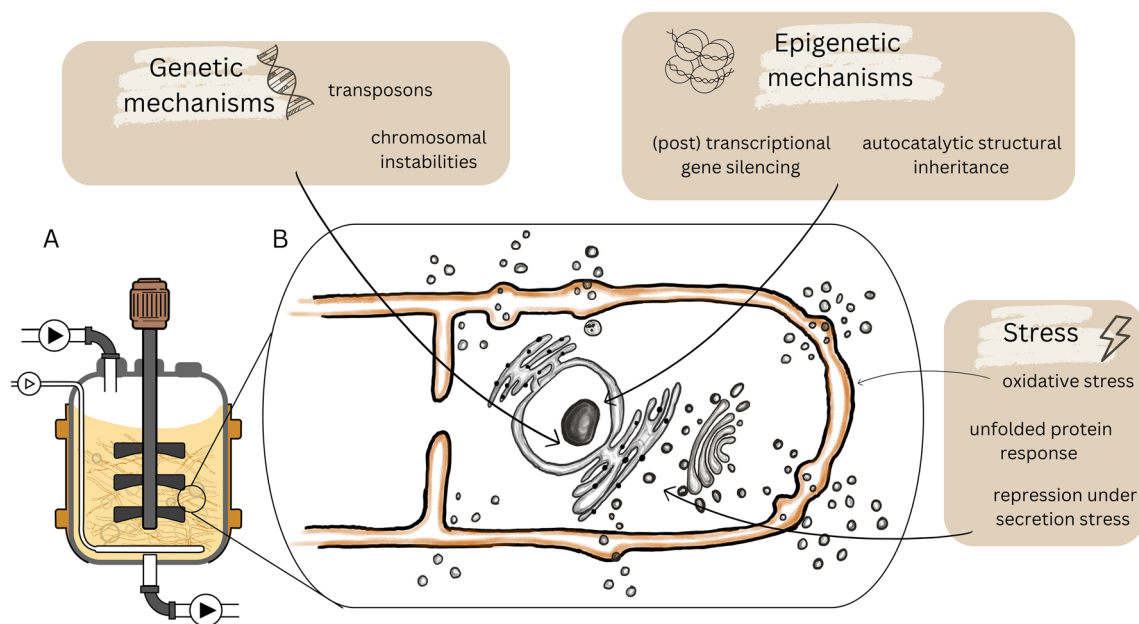 Genetic
mechanisms
transposons
chromosomal
instabilities
Epigenetic
mechanisms
(post) transcriptional
gene silencing
autocatalytic structural
inheritance
A
B
Stress
oxidative stress
unfolded protein
response
repression under
secretion stress